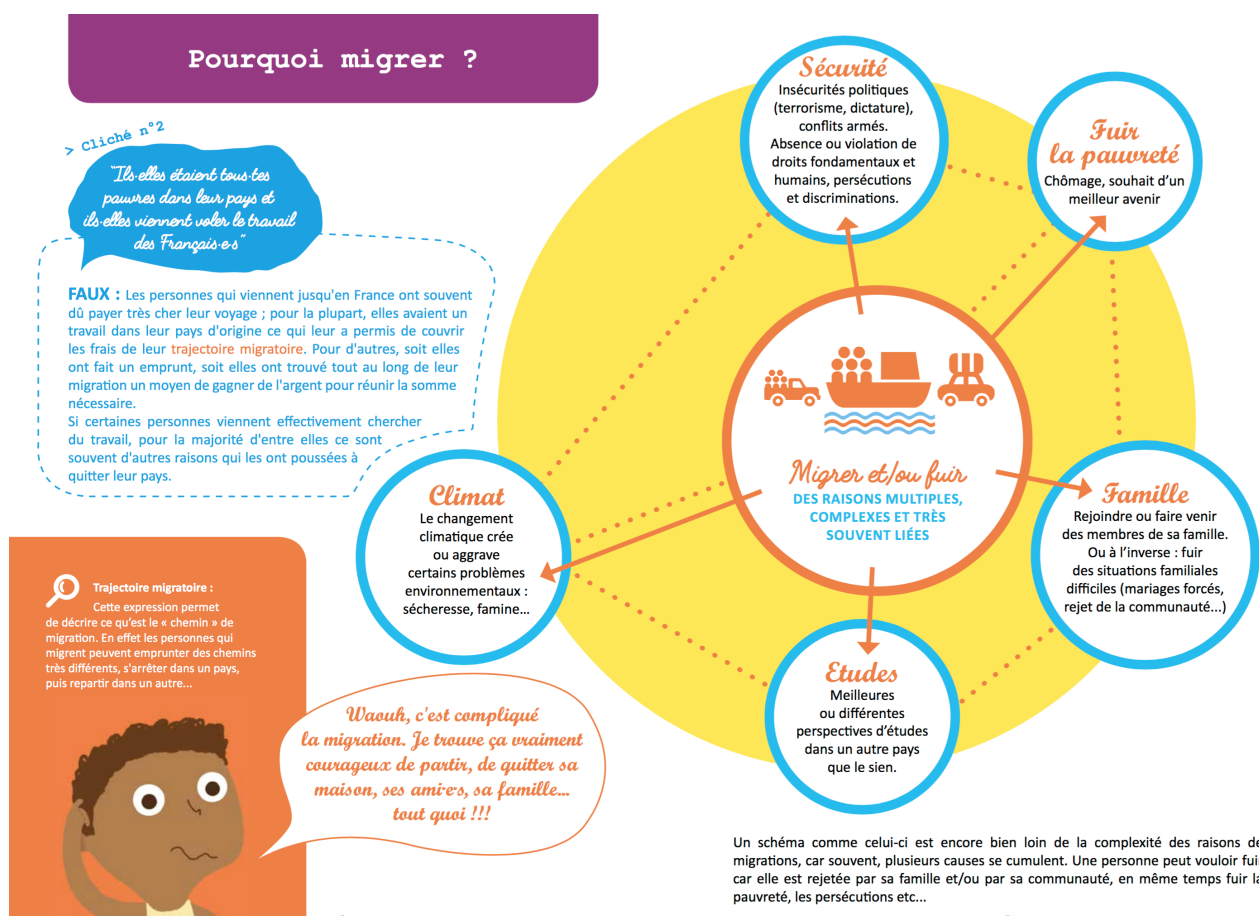 Pourquoi migrer ?
> Cliché n°2
"Ils·elles étaient tous·tes
pauvres dans leur pays et
ils·elles viennent voler le travail
des Français·e·s"
FAUX : Les personnes qui viennent jusqu'en France ont souvent
dû payer très cher leur voyage ; pour la plupart, elles avaient un
travail dans leur pays d'origine ce qui leur a permis de couvrir
les frais de leur trajectoire migratoire. Pour d'autres, soit elles
ont fait un emprunt, soit elles ont trouvé tout au long de leur
migration un moyen de gagner de l'argent pour réunir la somme
nécessaire.
Si certaines personnes viennent effectivement chercher
du travail, pour la majorité d'entre elles ce sont
souvent d'autres raisons qui les ont poussées à
quitter leur pays.
Trajectoire migratoire :
Cette expression permet
de décrire ce qu'est le « chemin » de
migration. En effet les personnes qui
migrent peuvent emprunter des chemins
très différents, s'arrêter dans un pays,
puis repartir dans un autre...
Waouh, c'est compliqué
la migration. Je trouve ça vraiment
courageux de partir, de quitter sa
maison, ses ami·e·s, sa famille...
tout quoi !!!
Sécurité
Insécurités politiques
(terrorisme, dictature),
conflits armés.
Absence ou violation de
droits fondamentaux et
humains, persécutions
et discriminations.
Fuir
la pauvreté
Chômage, souhait d'un
meilleur avenir
Migrer et/ou fuir
DES RAISONS MULTIPLES,
COMPLEXES ET TRÈS
SOUVENT LIÉES
Famille
Rejoindre ou faire venir
des membres de sa famille.
Ou à l'inverse : fuir
des situations familiales
difficiles (mariages forcés,
rejet de la communauté...)
Climat
Le changement
climatique crée
ou aggrave
certains problèmes
environnementaux :
sécheresse, famine...
Etudes
Meilleures
ou différentes
perspectives d'études
dans un autre pays
que le sien.
Un schéma comme celui-ci est encore bien loin de la complexité des raisons de
migrations, car souvent, plusieurs causes se cumulent. Une personne peut vouloir fuir
car elle est rejetée par sa famille et/ou par sa communauté, en même temps fuir la
pauvreté, les persécutions etc...